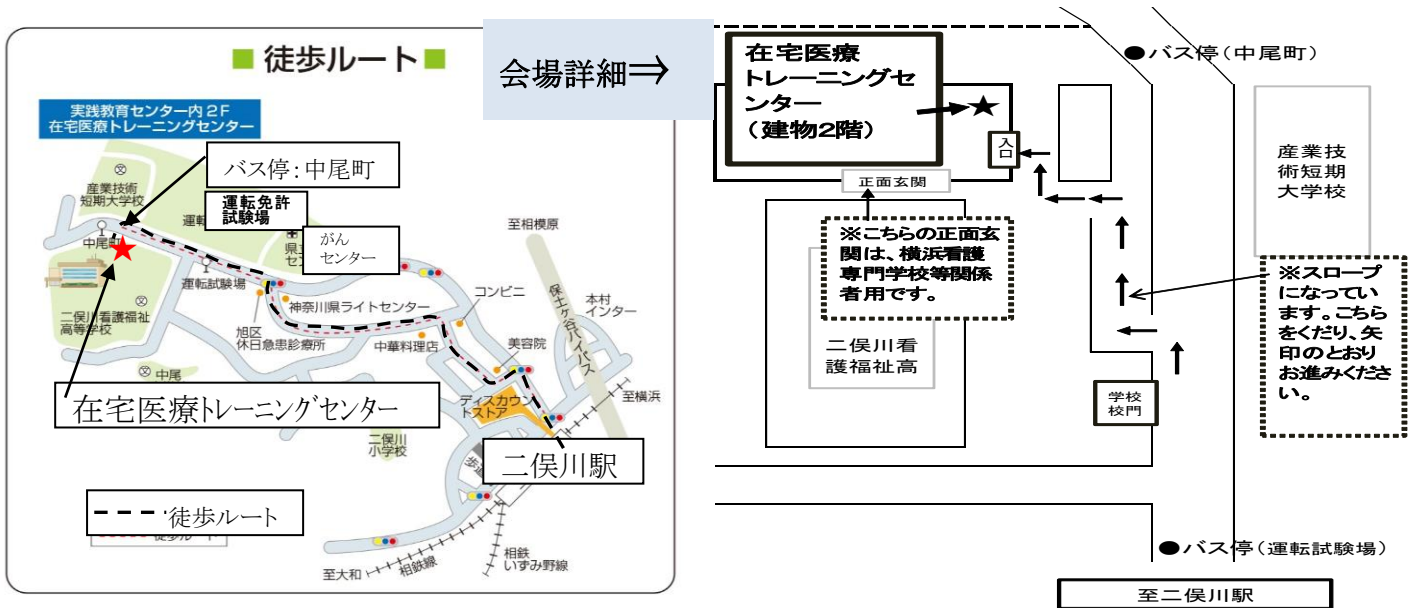 ■ 徒歩ルート ■
会場詳細⇒
実践教育センター内2F
在宅医療トレーニングセンター
バス停：中尾町
産業技術
短期大学校
運転免許
試験場
運転
がん
センター
県立
セン
中尾町
運転試験場
至相模原
コンビニ
保土ヶ谷バイパス
本村
インター
神奈川県ライトセンター
二俣川看護福祉
高等学校
旭区
休日急患診療所
中華料理店
美容院
中尾
至横浜
在宅医療トレーニングセンター
ディスカウン
トストア
二俣川
小学校
歩道
二俣川駅
徒歩ルート
徒歩ルート
至大和
相鉄線
相鉄
いずみ野線
在宅医療
トレーニングセ
ンター
(建物2階)
●バス停(中尾町)
入口
産業技
術短期
大学校
正面玄関
※こちらの正面玄
関は、横浜看護
専門学校等関係
者用です。
※スロープ
になってい
ます。こちら
をくだり、矢
印のとおり
お進みくださ
い。
二俣川看
護福祉高
学校
校門
●バス停(運転試験場)
至二俣川駅